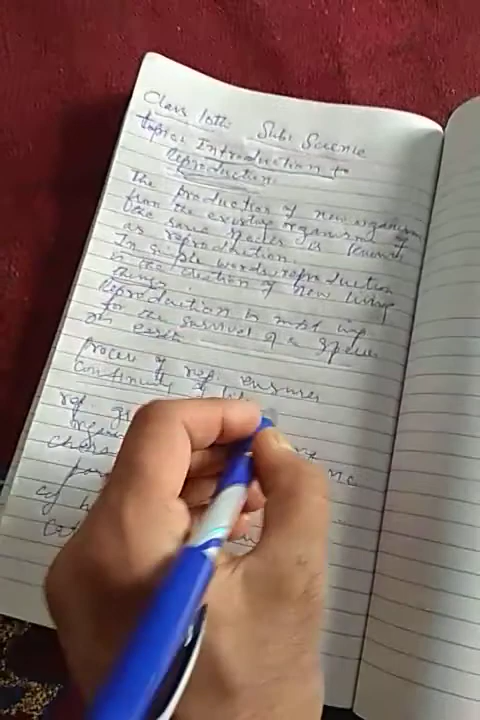 Class 10th Sub: Science
topic: Introduction to
Reproduction.
The production of new organism
from the existing organism of
the same species is known
as reproduction.
In simple words reproduction
is the creation of new living
things.
Reproduction is most imp
for the survival of a species
on earth
Process of rep. ensures
continuity of life
rep. g